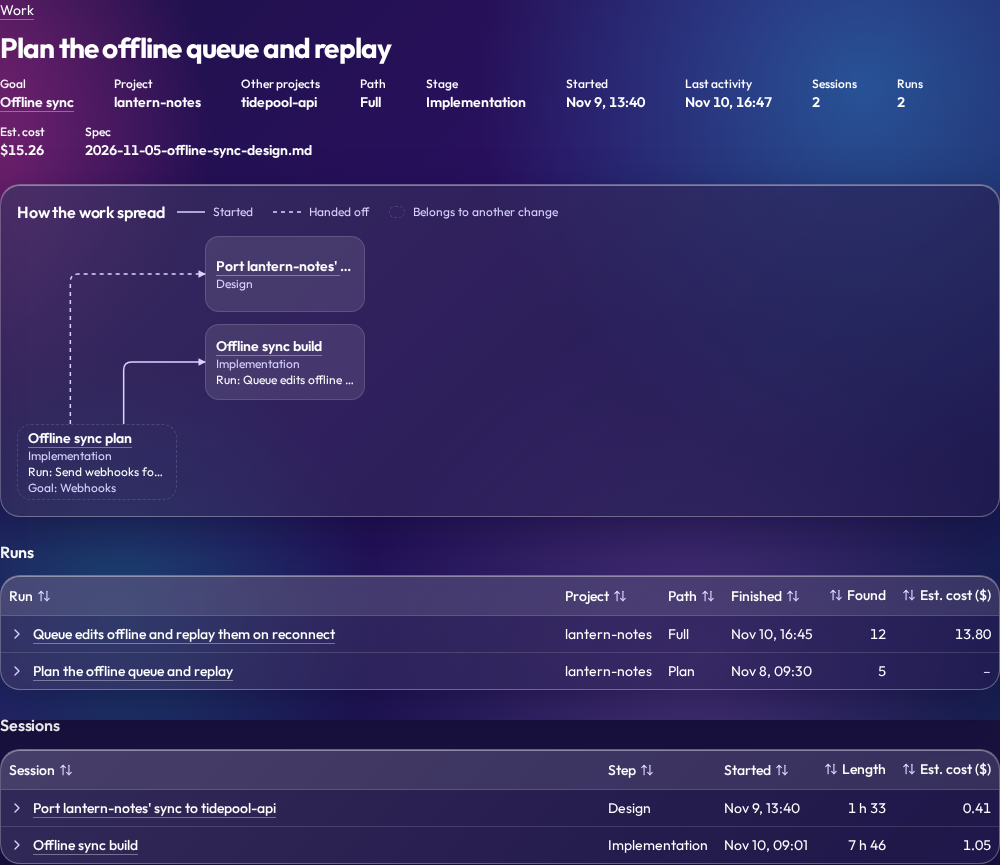 Work
Plan the offline queue and replay
Goal Project Other projects Path Stage Started Last activity Sessions Runs
Offline sync lantern-notes tidepool-api Full Implementation Nov 9, 13:40 Nov 10, 16:47 2 2
Est. cost Spec
$15.26 2026-11-05-offline-sync-design.md
How the work spread Started Handed off Belongs to another change
Port lantern-notes' ...
Design
Offline sync build
Implementation
Run: Queue edits offline ...
Offline sync plan
Implementation
Run: Send webhooks fo...
Goal: Webhooks
Runs
Run Project Path Finished Found Est. cost ($)
Queue edits offline and replay them on reconnect lantern-notes Full Nov 10, 16:45 12 13.80
Plan the offline queue and replay lantern-notes Plan Nov 8, 09:30 5 –
Sessions
Session Step Started Length Est. cost ($)
Port lantern-notes' sync to tidepool-api Design Nov 9, 13:40 1 h 33 0.41
Offline sync build Implementation Nov 10, 09:01 7 h 46 1.05